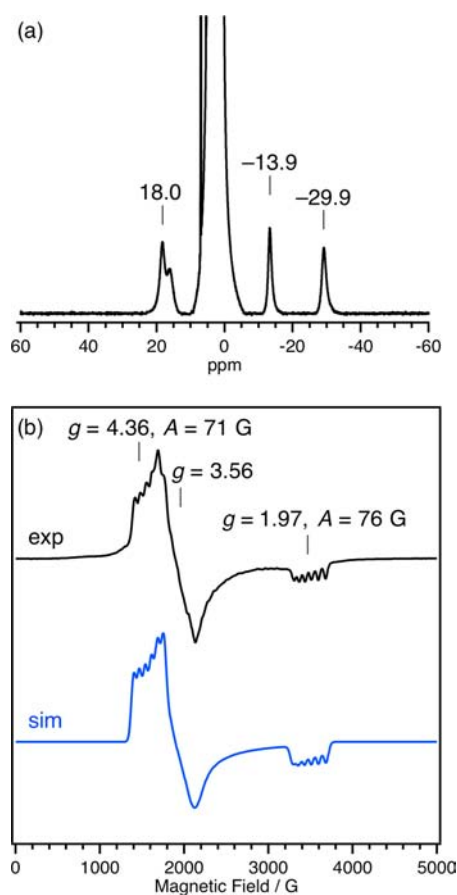 (a)
18.0
–13.9
–29.9
60 40 20 0 -20 -40 -60
ppm
(b)
g = 4.36, A = 71 G
g = 3.56
g = 1.97, A = 76 G
exp
sim
0 1000 2000 3000 4000 5000
Magnetic Field / G